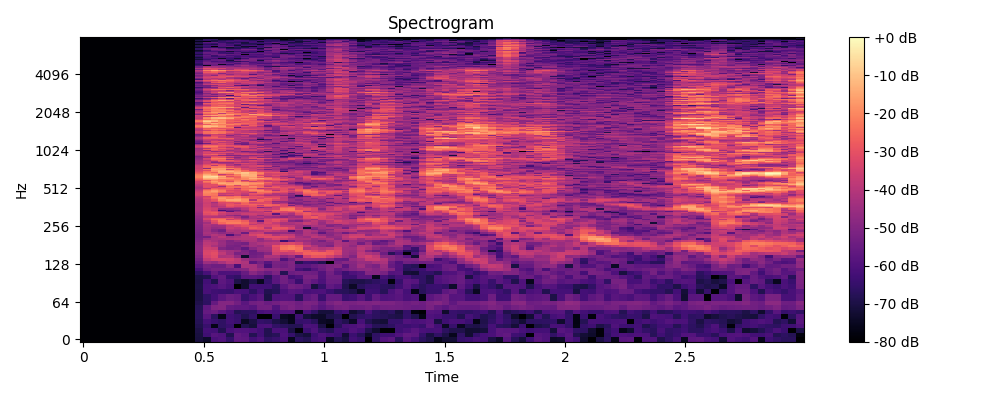 Spectrogram
+0 dB
4096
-10 dB
2048
-20 dB
1024
-30 dB
Hz
512
-40 dB
256
-50 dB
128
-60 dB
64
-70 dB
0
-80 dB
0 0.5 1 1.5 2 2.5
Time